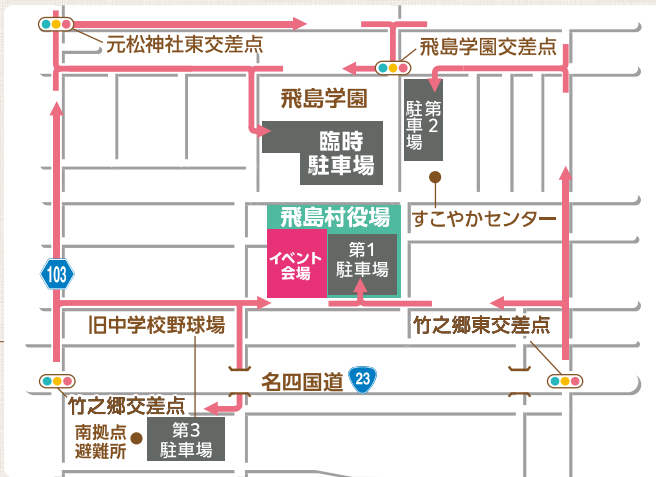 元松神社東交差点
飛島学園交差点
飛島学園
第2
駐車場
臨時
駐車場
すこやかセンター
飛島村役場
イベント
会場
第1
駐車場
103
旧中学校野球場
竹之郷東交差点
名四国道
23
竹之郷交差点
南拠点
避難所
第3
駐車場